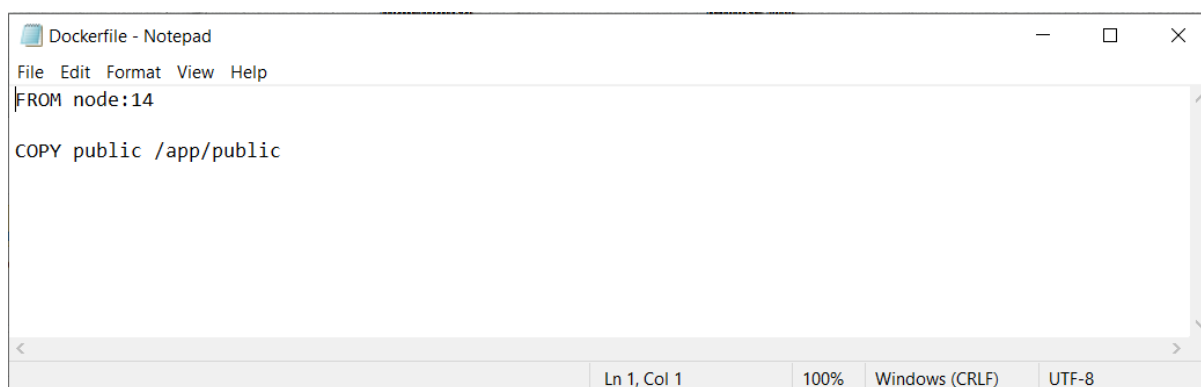 Dockerfile - Notepad
File Edit Format View Help
FROM node:14
COPY public /app/public
Ln 1, Col 1 100% Windows (CRLF) UTF-8